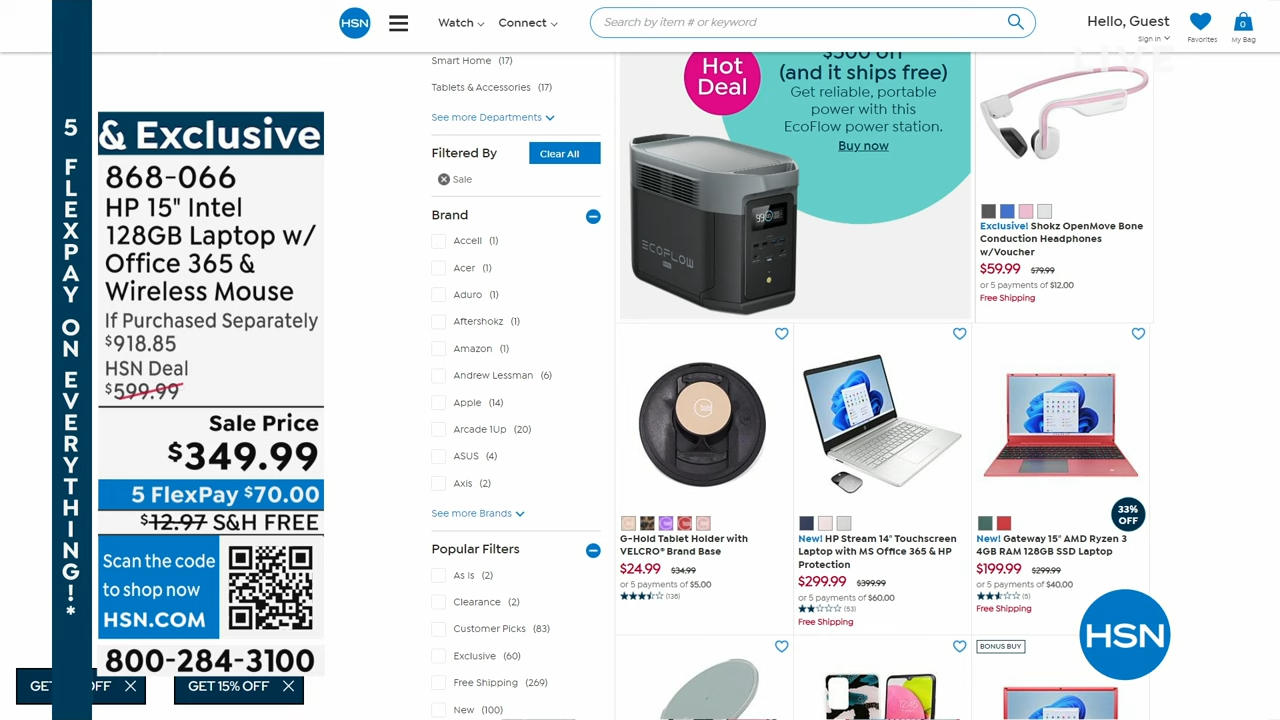 HSN
Watch
Connect
Search by item # or keyword
Hello, Guest
Sign in
Favorites
0
My Bag
LIVE
5 FLEXPAY ON EVERYTHING!*
& Exclusive
868-066
HP 15" Intel
128GB Laptop w/
Office 365 &
Wireless Mouse
If Purchased Separately
$918.85
HSN Deal
$599.99
Sale Price
$349.99
5 FlexPay $70.00
$12.97 S&H FREE
Scan the code
to shop now
HSN.COM
800-284-3100
GET
OFF
GET 15% OFF
Smart Home (17)
Tablets & Accessories (17)
See more Departments
Filtered By
Clear All
Sale
Brand
Accell (1)
Acer (1)
Aduro (1)
Aftershokz (1)
Amazon (1)
Andrew Lessman (6)
Apple (14)
Arcade 1Up (20)
ASUS (4)
Axis (2)
See more Brands
Popular Filters
As Is (2)
Clearance (2)
Customer Picks (83)
Exclusive (60)
Free Shipping (269)
New (100)
Hot
Deal
$500 off
(and it ships free)
Get reliable, portable
power with this
EcoFlow power station.
Buy now
ECOFLOW
Exclusive! Shokz OpenMove Bone
Conduction Headphones
w/Voucher
$59.99 $79.99
or 5 payments of $12.00
Free Shipping
G-Hold Tablet Holder with
VELCRO® Brand Base
$24.99 $34.99
or 5 payments of $5.00
(136)
New! HP Stream 14" Touchscreen
Laptop with MS Office 365 & HP
Protection
$299.99 $399.99
or 5 payments of $60.00
(53)
Free Shipping
33%
OFF
New! Gateway 15" AMD Ryzen 3
4GB RAM 128GB SSD Laptop
$199.99 $299.99
or 5 payments of $40.00
(5)
Free Shipping
BONUS BUY
HSN